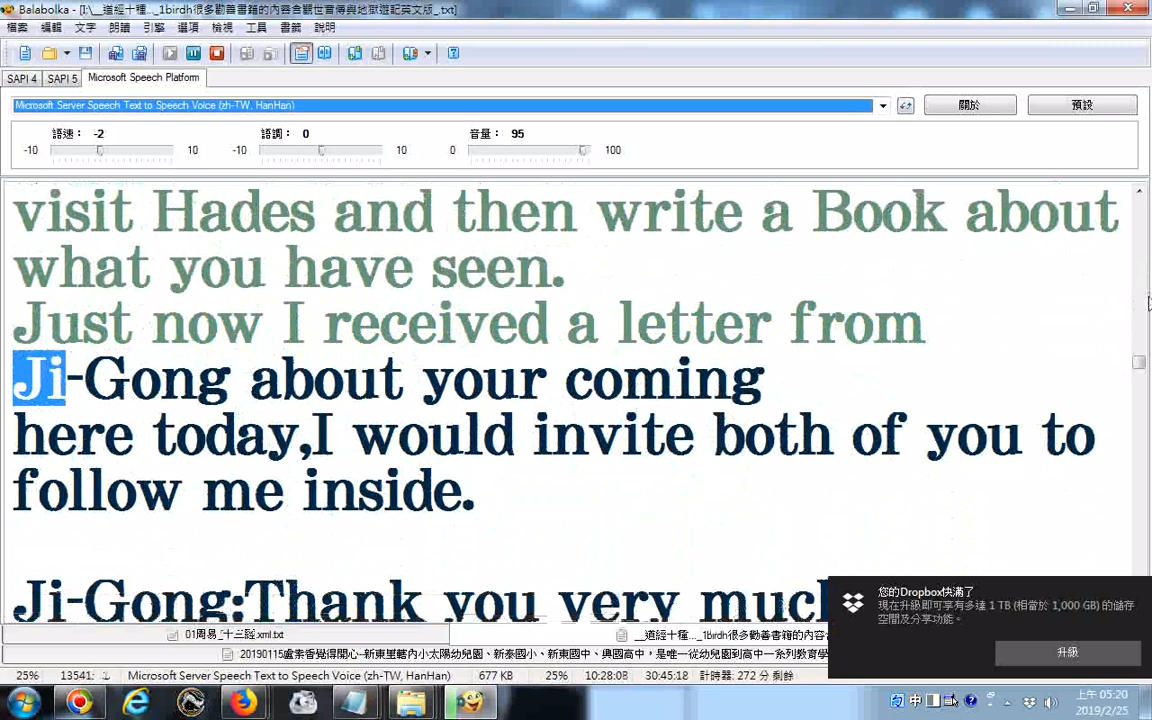 Balabolka - [I:\__道經十種..._1birdh很多勸善書籍的內容含觀世音傳與地獄遊記英文版_.txt]
檔案 編輯 文字 朗讀 引擎 選項 檢視 工具 書籤 說明
SAPI 4 SAPI 5 Microsoft Speech Platform
Microsoft Server Speech Text to Speech Voice (zh-TW, HanHan) 關於 預設
語速: -2 語調: 0 音量: 95
-10 10 -10 10 0 100
visit Hades and then write a Book about
what you have seen.
Just now I received a letter from
Ji-Gong about your coming
here today,I would invite both of you to
follow me inside.
Ji-Gong:Thank you very much
您的Dropbox快滿了
現在升級即可享有多達 1 TB (相當於 1,000 GB) 的儲存
空間及分享功能。
升級
01周易_十三經.xml.txt __道經十種..._1birdh很多勸善書籍的內容含
20190115盧素香覺得開心-新東里轄內小太陽幼兒園、新泰國小、新東國中、興國高中，是唯一從幼兒園到高中一系列教育學
25% 13541: Microsoft Server Speech Text to Speech Voice (zh-TW, HanHan) 677 KB 25% 10:28:08 30:45:18 計時器: 272 分 剩餘
中
上午 05:20
2019/2/25